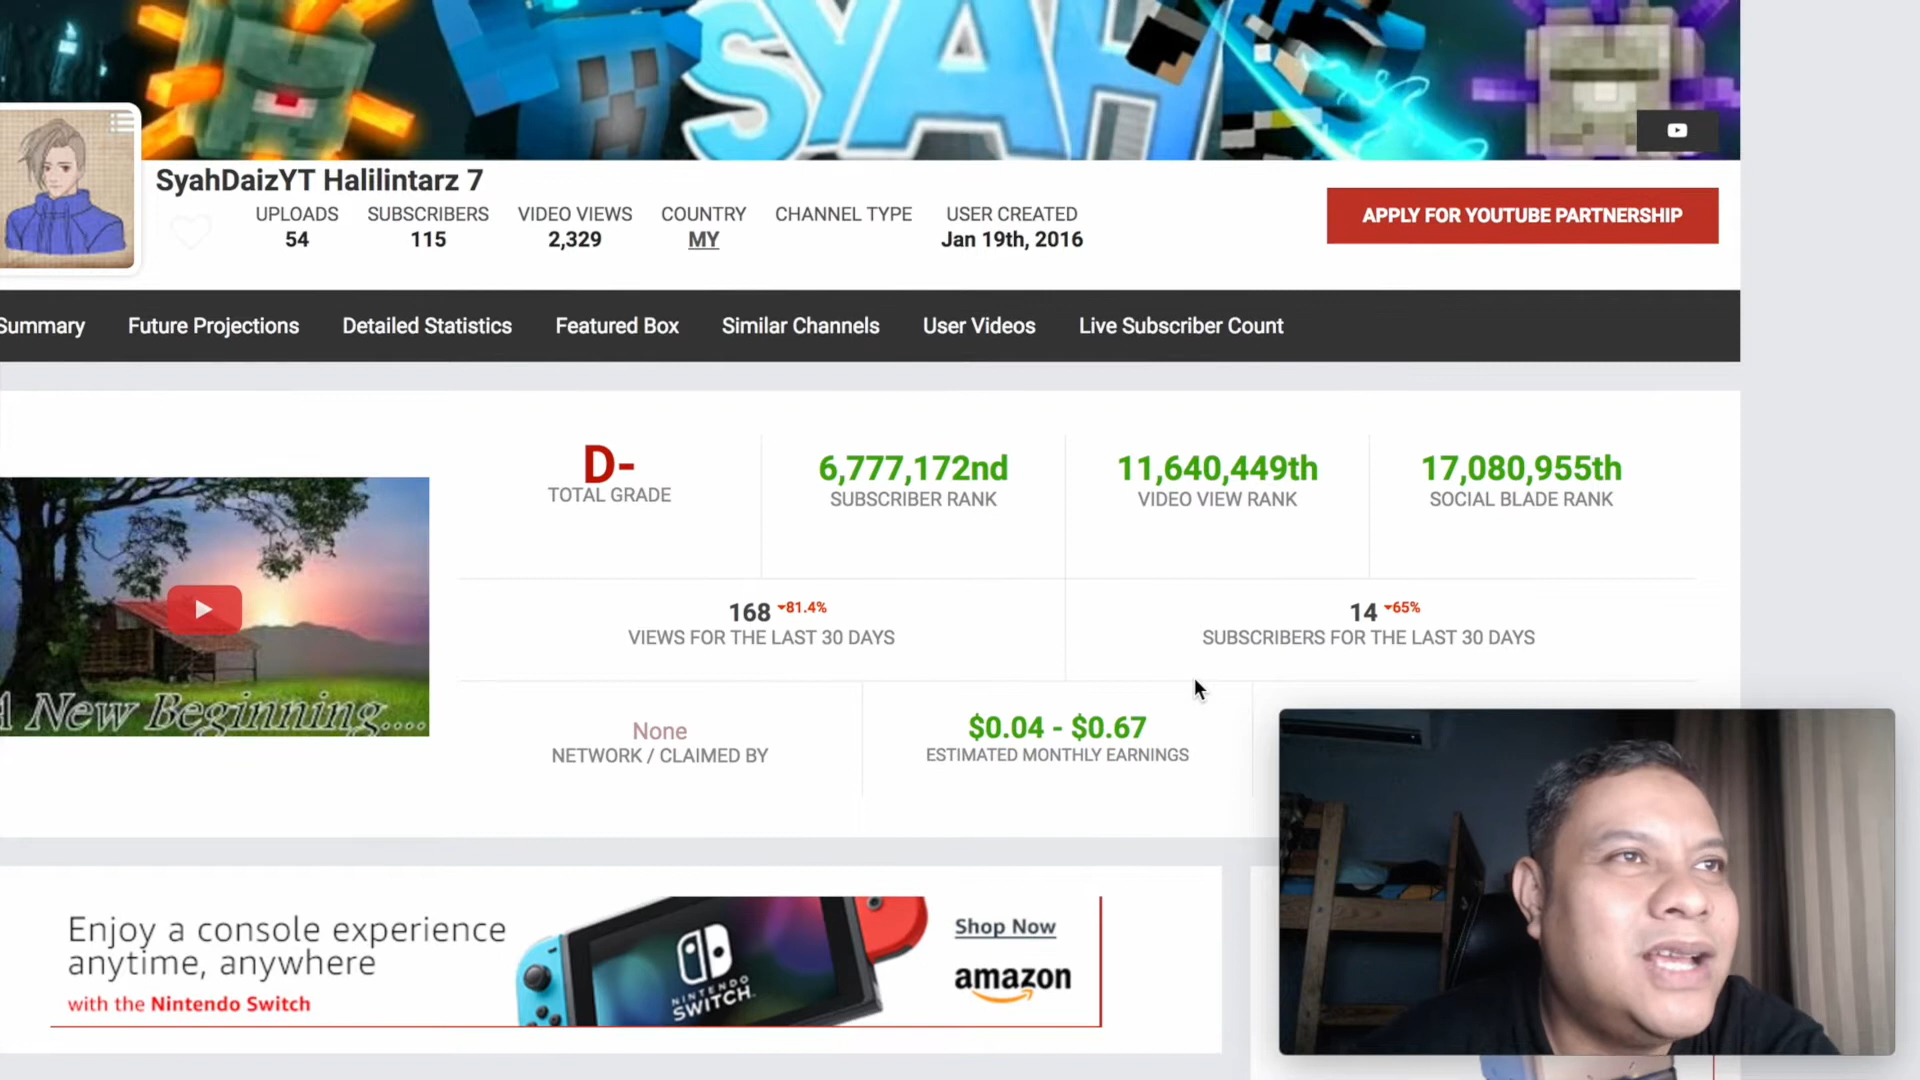 SYAH
SyahDaizYT Halilintarz 7
UPLOADS
54
SUBSCRIBERS
115
VIDEO VIEWS
2,329
COUNTRY
MY
CHANNEL TYPE
USER CREATED
Jan 19th, 2016
APPLY FOR YOUTUBE PARTNERSHIP
Summary
Future Projections
Detailed Statistics
Featured Box
Similar Channels
User Videos
Live Subscriber Count
A New Beginning....
D-
TOTAL GRADE
6,777,172nd
SUBSCRIBER RANK
11,640,449th
VIDEO VIEW RANK
17,080,955th
SOCIAL BLADE RANK
168 81.4%
VIEWS FOR THE LAST 30 DAYS
14 65%
SUBSCRIBERS FOR THE LAST 30 DAYS
None
NETWORK / CLAIMED BY
$0.04 - $0.67
ESTIMATED MONTHLY EARNINGS
Enjoy a console experience
anytime, anywhere
with the Nintendo Switch
NINTENDO
SWITCH
Shop Now
amazon